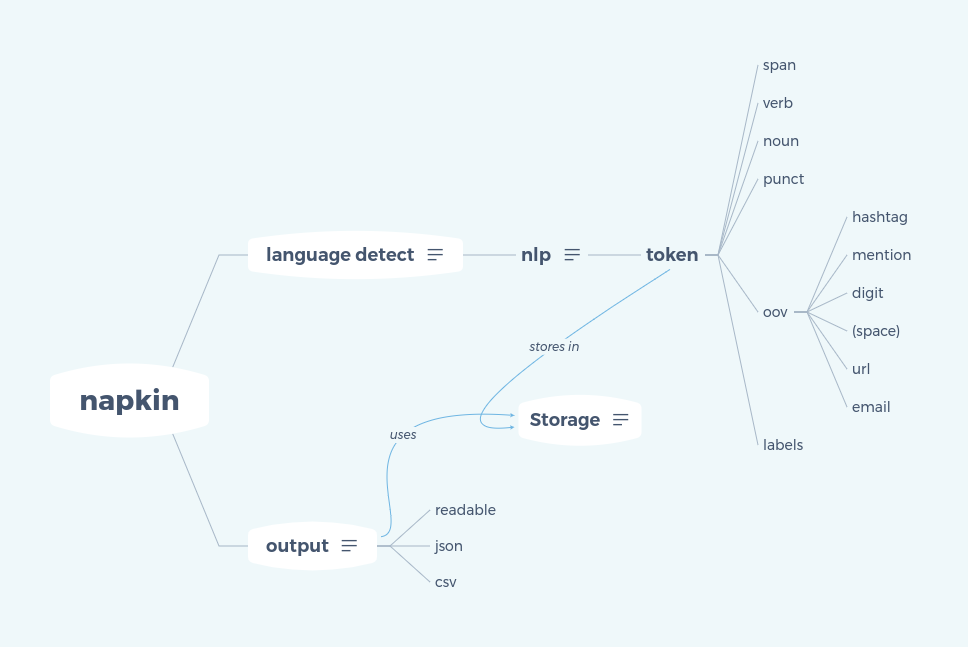 span
verb
noun
punct
hashtag
language detect
nlp
token
mention
digit
oov
(space)
stores in
url
napkin
email
Storage
uses
labels
readable
output
json
csv